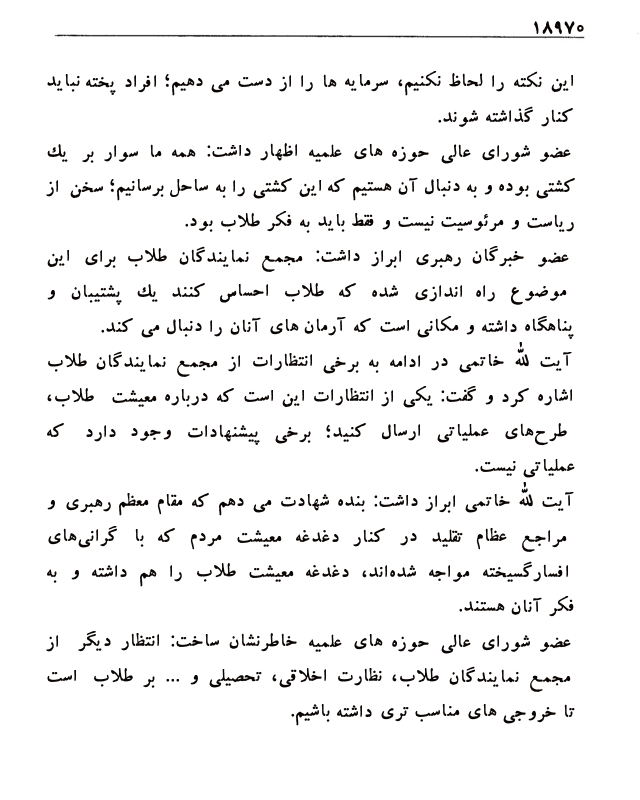 ۱۸۹۷۰
این نکته را لحاظ نکنیم، سرمایه ها را از دست می دهیم؛ افراد پخته نباید
کنار گذاشته شوند.
عضو شورای عالی حوزه های علمیه اظهار داشت: همه ما سوار بر یك
کشتی بوده و به دنبال آن هستیم که این کشتی را به ساحل برسانیم؛ سخن از
ریاست و مرئوسیت نیست و فقط باید به فکر طلاب بود.
عضو خبرگان رهبری ابراز داشت: مجمع نمایندگان طلاب برای این
موضوع راه اندازی شده که طلاب احساس کنند یك پشتیبان و
پناهگاه داشته و مکانی است که آرمان های آنان را دنبال می کند.
آیت لله خاتمی در ادامه به برخی انتظارات از مجمع نمایندگان طلاب
اشاره کرد و گفت: یکی از انتظارات این است که درباره معیشت طلاب،
طرح‌های عملیاتی ارسال کنید؛ برخی پیشنهادات وجود دارد که
عملیاتی نیست.
آیت لله خاتمی ابراز داشت: بنده شهادت می دهم که مقام معظم رهبری و
مراجع عظام تقلید در کنار دغدغه معیشت مردم که با گرانی‌های
افسارگسیخته مواجه شده‌اند، دغدغه معیشت طلاب را هم داشته و به
فکر آنان هستند.
عضو شورای عالی حوزه های علمیه خاطرنشان ساخت: انتظار دیگر از
مجمع نمایندگان طلاب، نظارت اخلاقی، تحصیلی و ... بر طلاب است
تا خروجی های مناسب تری داشته باشیم.